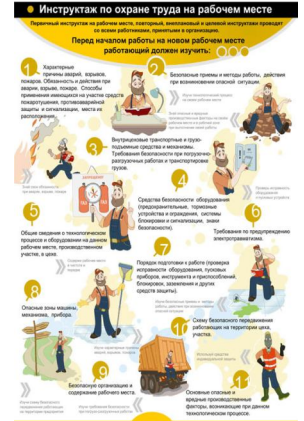 Инструктаж по охране труда на рабочем месте
Первичный инструктаж на рабочем месте, повторный, внеплановый и целевой инструктажи проводят
со всеми работниками, принятыми в организацию.
Перед началом работы на новом рабочем месте
работающий должен изучить:
1
Характерные
причины аварий, взрывов,
пожаров. Обязанность и действия при
аварии, взрыве, пожаре. Способы
применения имеющихся на участке средств
пожаротушения, противоаварийной
защиты и сигнализации, места их
расположения.
2
Безопасные приемы и методы работы, действия
при возникновении опасной ситуации.
3
Внутрицеховые транспортные и грузо-
подъемные средства и механизмы.
Требования безопасности при погрузочно-
разгрузочных работах и транспортировке
грузов.
4
Средства безопасности оборудования
(предохранительные, тормозные
устройства и ограждения, системы
блокировки и сигнализации, знаки
безопасности).
5
Общие сведения о технологическом
процессе и оборудовании на данном
рабочем месте, производственном
участке, в цехе.
6
Требования по предупреждению
электротравматизма.
7
Порядок подготовки к работе (проверка
исправности оборудования, пусковых
приборов, инструмента и приспособлений,
блокировок, заземления и других
средств защиты).
8
Опасные зоны машины,
механизма, прибора.
9
Безопасную организацию и
содержание рабочего места.
10
Схему безопасного передвижения
работающих на территории цеха,
участка.
11
Основные опасные и
вредные производственные
факторы, возникающие при данном
технологическом процессе.